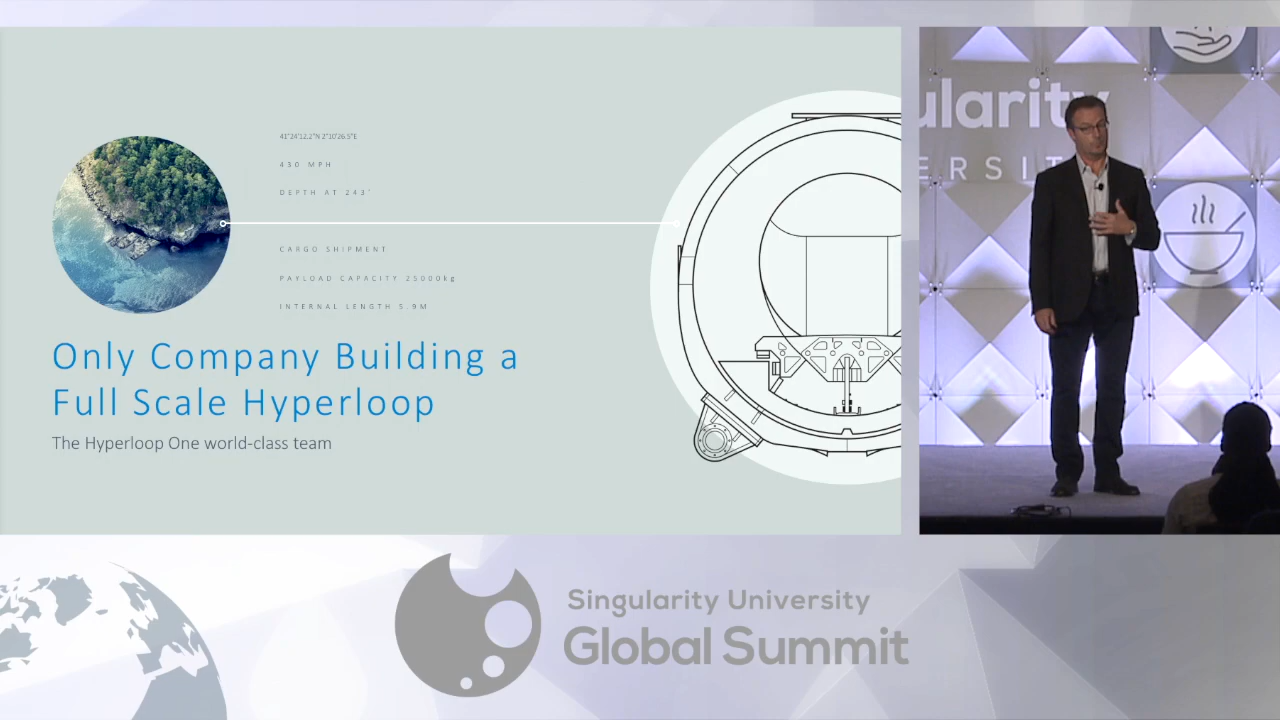 41°24'12.2"N 2°10'26.5"E
430 MPH
DEPTH AT 243'
CARGO SHIPMENT
PAYLOAD CAPACITY 25000kg
INTERNAL LENGTH 5.9M
Only Company Building a
Full Scale Hyperloop
The Hyperloop One world-class team
ularity
ERSIT
Singularity University
Global Summit